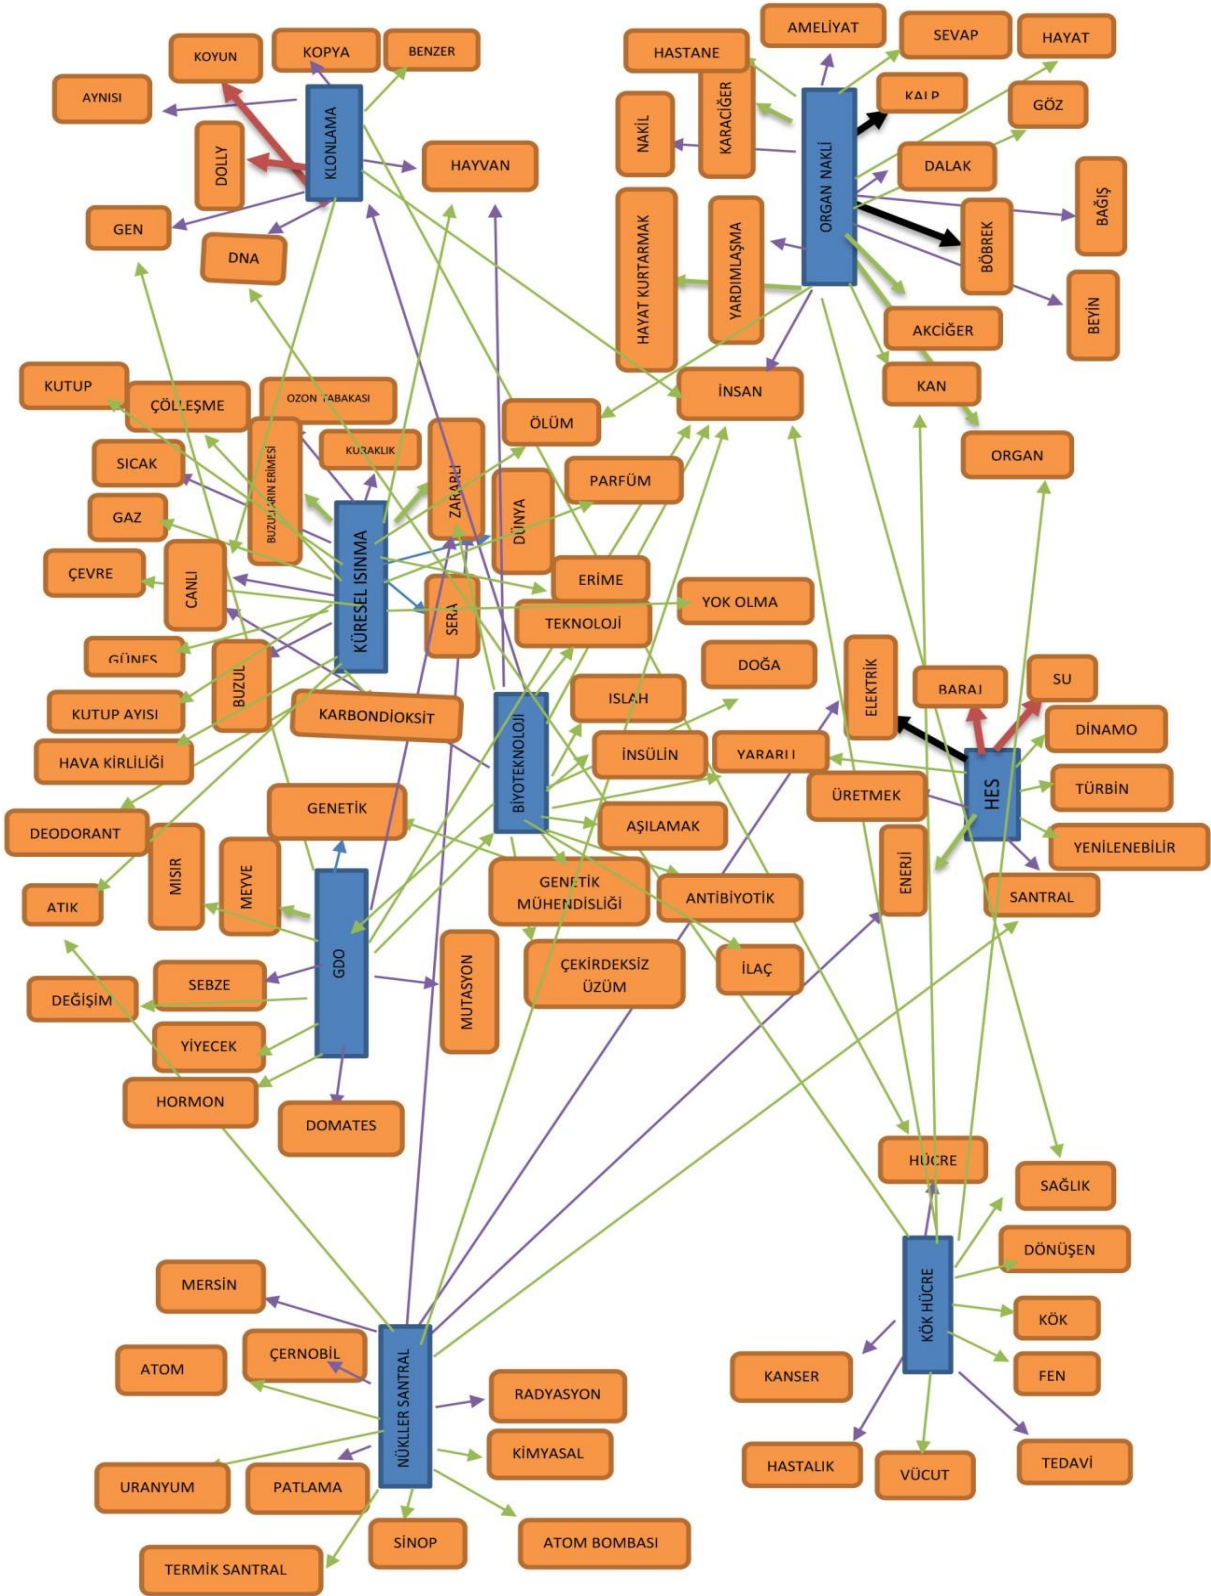 AMELİYAT
SEVAP
HAYAT
KOYUN
KOPYA
BENZER
HASTANE
AYNISI
KLONLAMA
KARACİĞER
KALP
GÖZ
NAKİL
ORGAN NAKLİ
DOLLY
HAYVAN
DALAK
BAĞIŞ
GEN
DNA
HAYAT KURTARMAK
YARDIMLAŞMA
BÖBREK
BEYİN
AKCİĞER
KUTUP
ÇÖLLEŞME
OZON TABAKASI
ÖLÜM
İNSAN
KAN
SICAK
BUZULLARIN ERİMESİ
KURAKLIK
ZARARLI
ORGAN
GAZ
DÜNYA
PARFÜM
ÇEVRE
CANLI
KÜRESEL ISINMA
ERİME
SERA
TEKNOLOJİ
YOK OLMA
GÜNEŞ
BUZUL
DOĞA
ELEKTRİK
BARAJ
SU
KUTUP AYISI
KARBONDİOKSİT
ISLAH
DİNAMO
HAVA KİRLİLİĞİ
BİYOTEKNOLOJİ
İNSÜLİN
YARARLI
HES
ÜRETMEK
TÜRBİN
GENETİK
DEODORANT
AŞILAMAK
YENİLENEBİLİR
MISIR
MEYVE
ENERJİ
ATIK
GENETİK
MÜHENDİSLİĞİ
ANTİBİYOTİK
SANTRAL
GDO
SEBZE
MUTASYON
ÇEKİRDEKSİZ
ÜZÜM
İLAÇ
DEĞİŞİM
YİYECEK
HORMON
DOMATES
HÜCRE
SAĞLIK
DÖNÜŞEN
MERSİN
KÖK HÜCRE
KÖK
ATOM
ÇERNOBİL
NÜKLLER SANTRAL
KANSER
FEN
RADYASYON
KİMYASAL
URANYUM
PATLAMA
HASTALIK
VÜCUT
TEDAVİ
SİNOP
ATOM BOMBASI
TERMİK SANTRAL